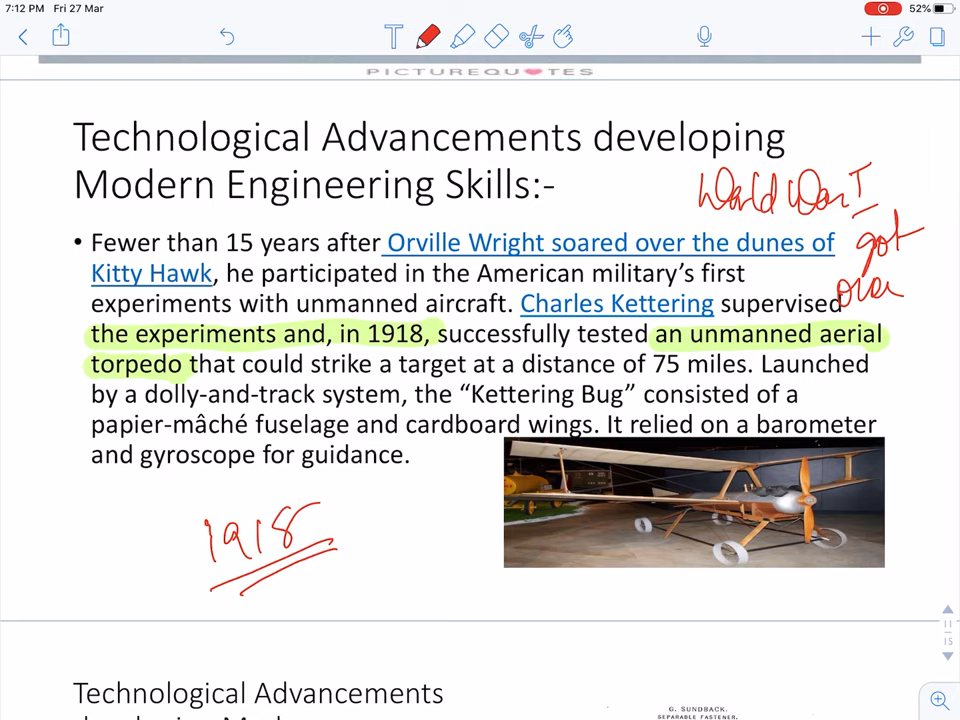 7:12 PM Fri 27 Mar
52%
T
PICTUREQUOTES
Technological Advancements developing
Modern Engineering Skills:-
World War I
got
over
• Fewer than 15 years after Orville Wright soared over the dunes of
Kitty Hawk, he participated in the American military's first
experiments with unmanned aircraft. Charles Kettering supervised
the experiments and, in 1918, successfully tested an unmanned aerial
torpedo that could strike a target at a distance of 75 miles. Launched
by a dolly-and-track system, the “Kettering Bug” consisted of a
papier-mâché fuselage and cardboard wings. It relied on a barometer
and gyroscope for guidance.
1918
11
15
Technological Advancements
G. SUNDBACK.
SEPARABLE FASTENER.